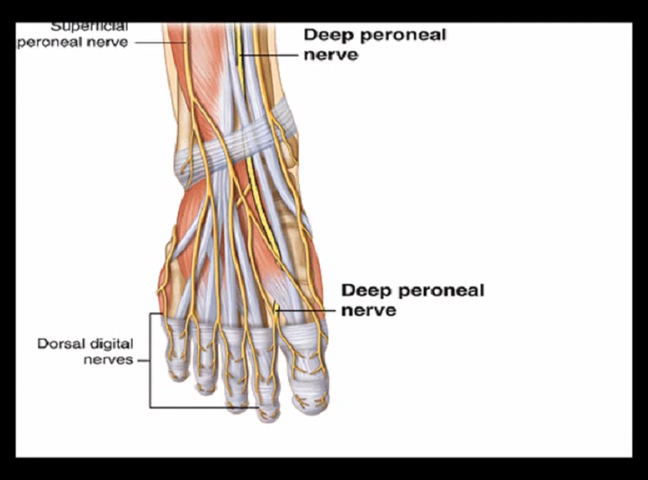 Superficial
peroneal nerve
Deep peroneal
nerve
Deep peroneal
nerve
Dorsal digital
nerves